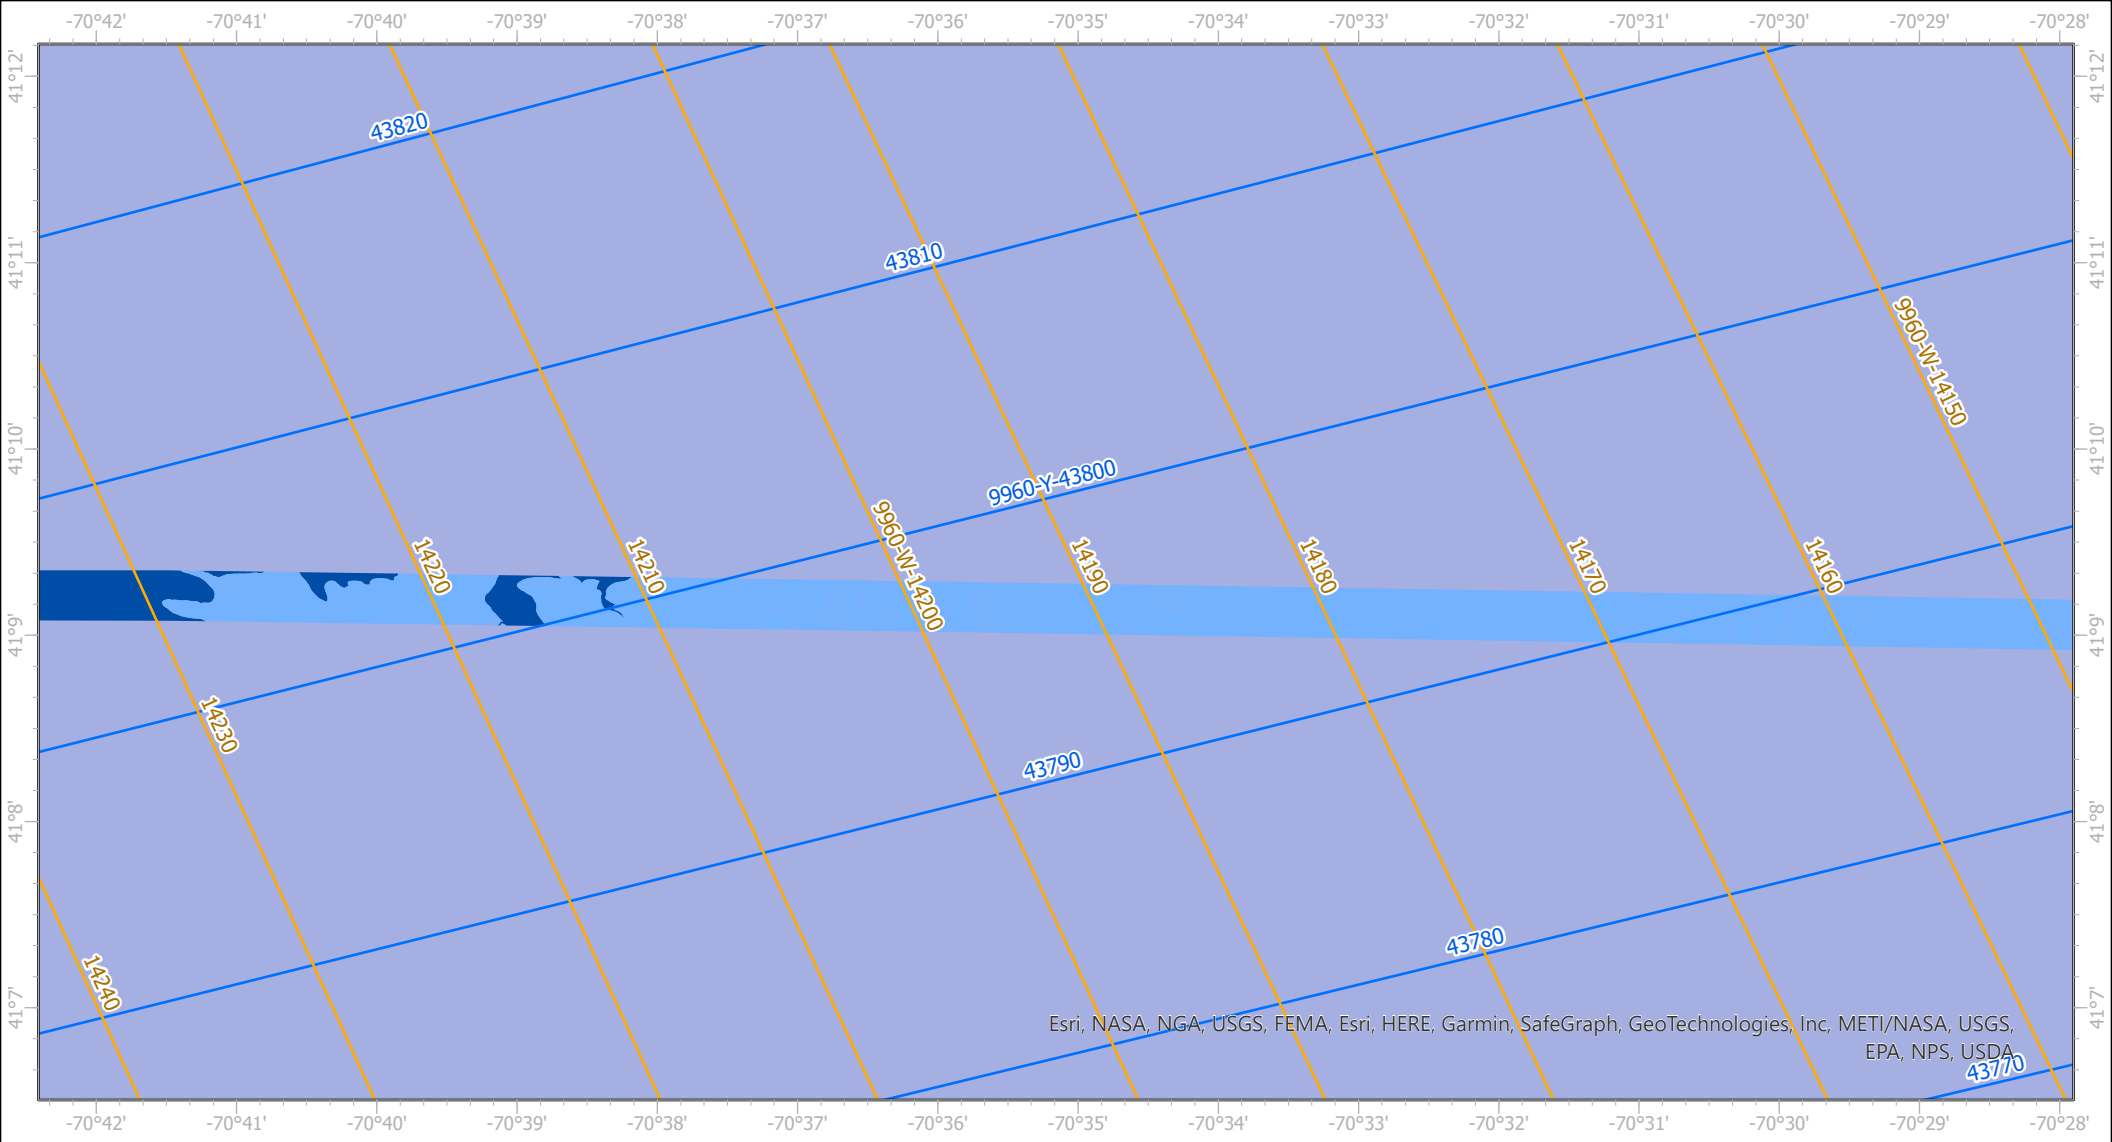 -70°42' -70°41' -70°40' -70°39' -70°38' -70°37' -70°36' -70°35' -70°34' -70°33' -70°32' -70°31' -70°30' -70°29' -70°28'
41°12' 41°12'
43820
41°11' 43810 41°11'
9960-W-14150
41°10' 9960-Y-43800 41°10'
14220 14210 9960-W-14200 14190 14180 14170 14160
41°9' 41°9'
14230
43790
41°8' 41°8'
43780
14240
41°7' 41°7'
Esri, NASA, NGA, USGS, FEMA, Esri, HERE, Garmin, SafeGraph, GeoTechnologies, Inc, METI/NASA, USGS,
EPA, NPS, USDA
43770
-70°42' -70°41' -70°40' -70°39' -70°38' -70°37' -70°36' -70°35' -70°34' -70°33' -70°32' -70°31' -70°30' -70°29' -70°28'